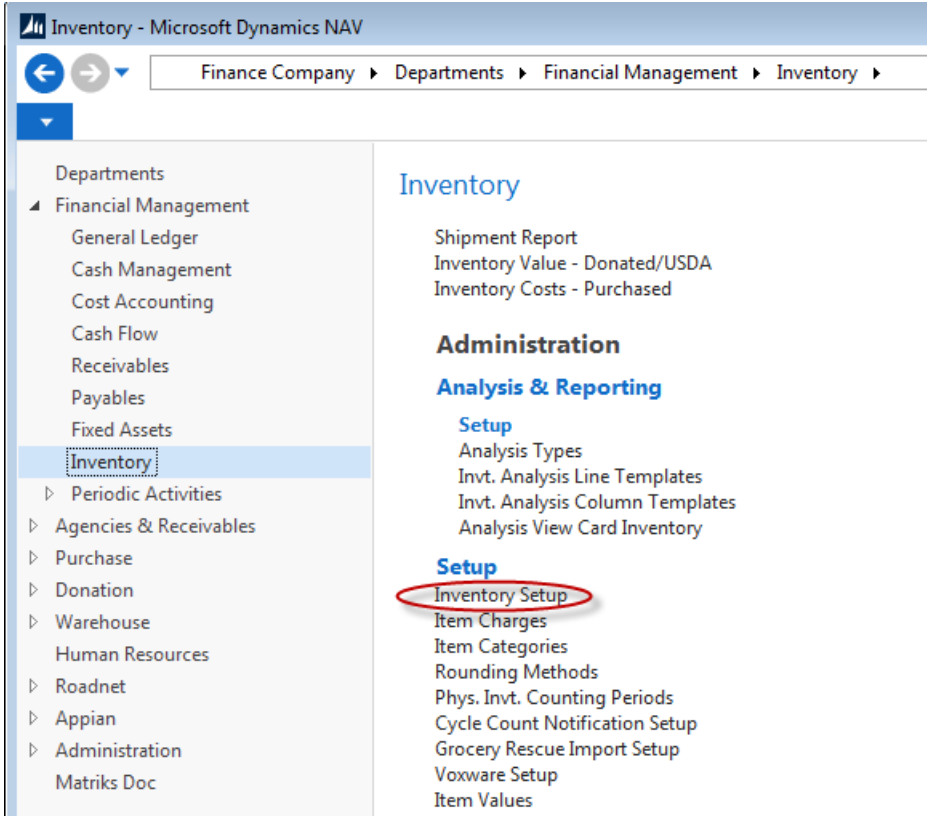 Inventory - Microsoft Dynamics NAV
Finance Company Departments Financial Management Inventory
Departments
Financial Management
General Ledger
Cash Management
Cost Accounting
Cash Flow
Receivables
Payables
Fixed Assets
Inventory
Periodic Activities
Agencies & Receivables
Purchase
Donation
Warehouse
Human Resources
Roadnet
Appian
Administration
Matriks Doc
Inventory
Shipment Report
Inventory Value - Donated/USDA
Inventory Costs - Purchased
Administration
Analysis & Reporting
Setup
Analysis Types
Invt. Analysis Line Templates
Invt. Analysis Column Templates
Analysis View Card Inventory
Setup
Inventory Setup
Item Charges
Item Categories
Rounding Methods
Phys. Invt. Counting Periods
Cycle Count Notification Setup
Grocery Rescue Import Setup
Voxware Setup
Item Values